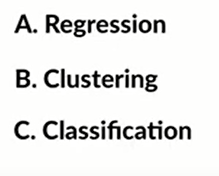 A. Regression
B. Clustering
C. Classification